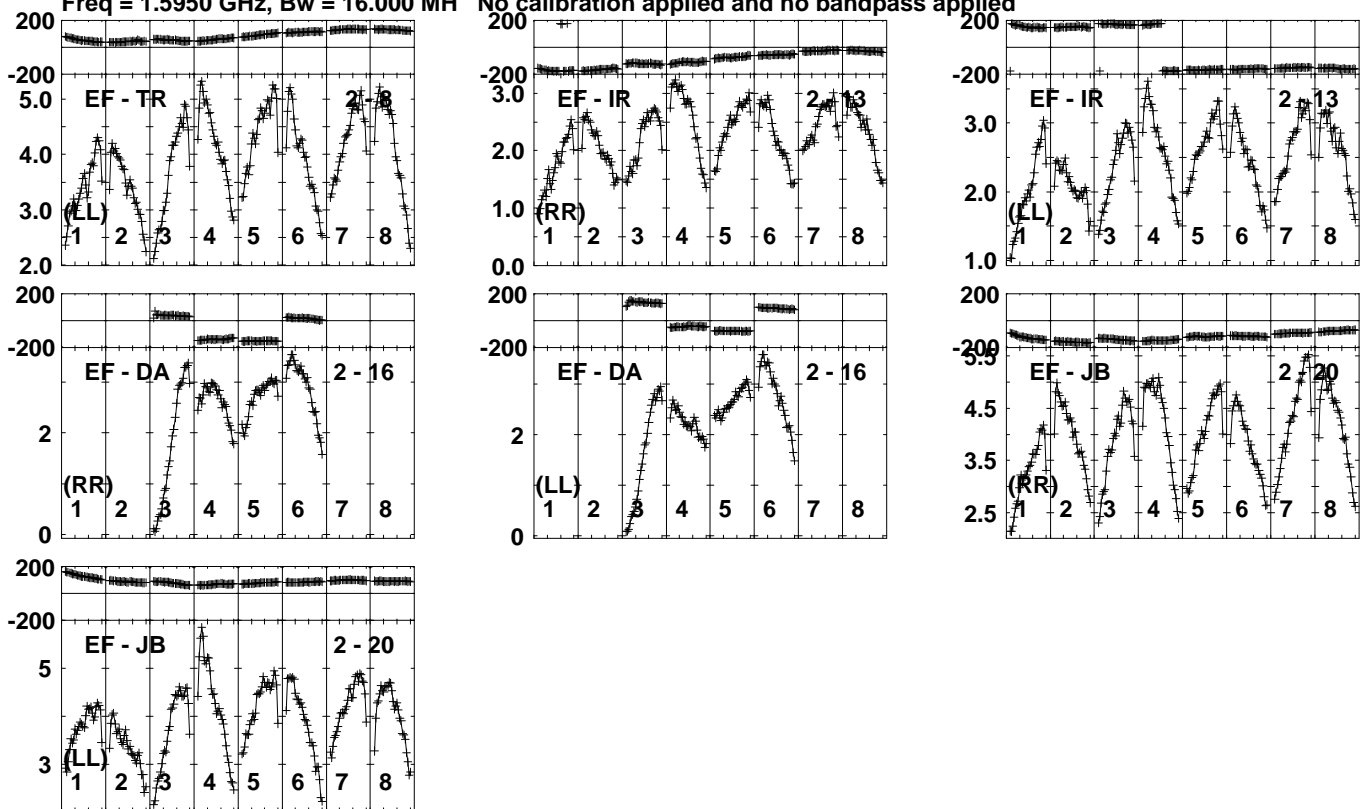 Freq = 1.5950 GHz, Bw = 16.000 MH No calibration applied and no bandpass applied
200
-200
EF - TR 2 - 8
5.0
4.0
3.0
2.0
(LL)
1 2 3 4 5 6 7 8
200
-200
EF - IR 2 - 13
3.0
2.0
1.0
0.0
(RR)
1 2 3 4 5 6 7 8
200
-200
EF - IR 2 - 13
3.0
2.0
1.0
(LL)
1 2 3 4 5 6 7 8
200
-200
EF - DA 2 - 16
2
0
(RR)
1 2 3 4 5 6 7 8
200
-200
EF - DA 2 - 16
2
0
(LL)
1 2 3 4 5 6 7 8
200
-200
5.5
EF - JB 2 - 20
4.5
3.5
2.5
(RR)
1 2 3 4 5 6 7 8
200
-200
EF - JB 2 - 20
5
3
(LL)
1 2 3 4 5 6 7 8